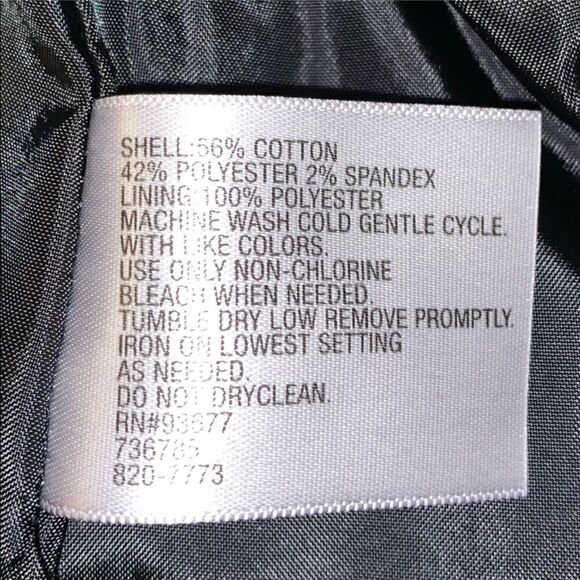 SHELL:56% COTTON
42% POLYESTER 2% SPANDEX
LINING:100% POLYESTER
MACHINE WASH COLD GENTLE CYCLE.
WITH LIKE COLORS.
USE ONLY NON-CHLORINE
BLEACH WHEN NEEDED.
TUMBLE DRY LOW REMOVE PROMPTLY.
IRON ON LOWEST SETTING
AS NEEDED.
DO NOT DRYCLEAN.
RN#93677
736785
820-7773